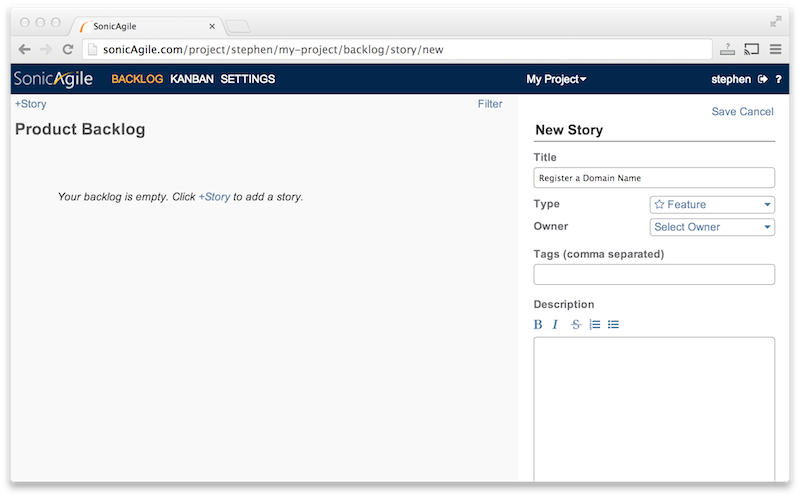 SonicAgile
sonicAgile.com/project/stephen/my-project/backlog/story/new
SonicAgile BACKLOG KANBAN SETTINGS My Project stephen ?
+Story Filter
Product Backlog
Your backlog is empty. Click +Story to add a story.
Save Cancel
New Story
Title
Register a Domain Name
Type Feature
Owner Select Owner
Tags (comma separated)
Description
B I S